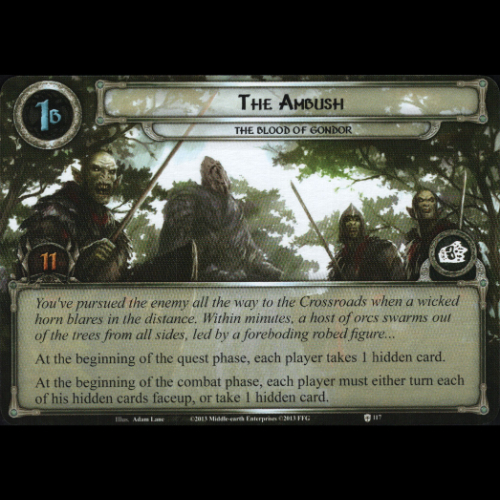 1B
THE AMBUSH
THE BLOOD OF GONDOR
11
You've pursued the enemy all the way to the Crossroads when a wicked
horn blares in the distance. Within minutes, a host of orcs swarms out
of the trees from all sides, led by a foreboding robed figure...
At the beginning of the quest phase, each player takes 1 hidden card.
At the beginning of the combat phase, each player must either turn each
of his hidden cards faceup, or take 1 hidden card.
Illus. Adam Lane ©2013 Middle-earth Enterprises ©2013 FFG 117